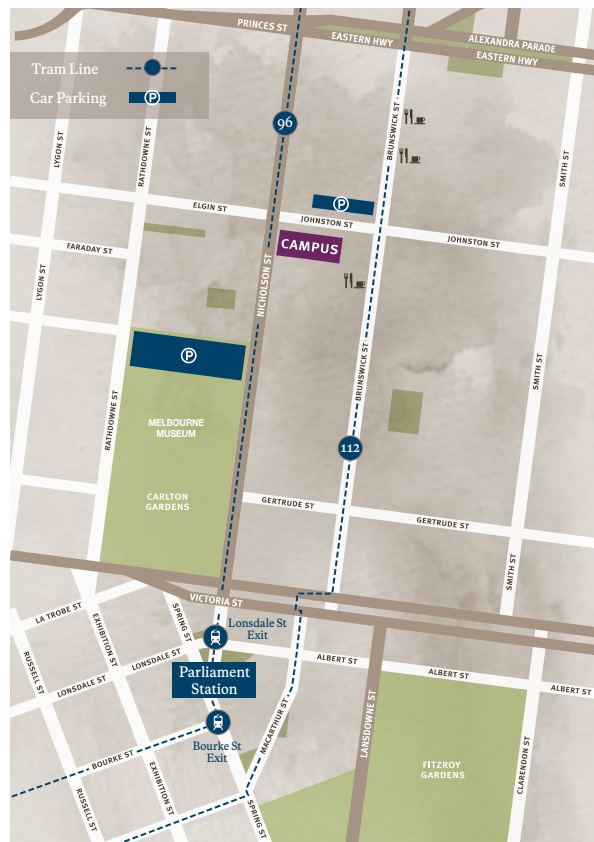 PRINCES ST
EASTERN HWY
ALEXANDRA PARADE
EASTERN HWY
Tram Line
Car Parking
P
LYGON ST
RATHDOWNE ST
96
BRUNSWICK ST
SMITH ST
P
ELGIN ST
JOHNSTON ST
JOHNSTON ST
CAMPUS
FARADAY ST
LYGON ST
NICHOLSON ST
P
BRUNSWICK ST
SMITH ST
RATHDOWNE ST
MELBOURNE
MUSEUM
112
CARLTON
GARDENS
GERTRUDE ST
GERTRUDE ST
SMITH ST
VICTORIA ST
LA TROBE ST
EXHIBITION ST
SPRING ST
Lonsdale St
Exit
RUSSELL ST
LONSDALE ST
LONSDALE ST
Parliament
Station
ALBERT ST
ALBERT ST
ALBERT ST
MACARTHUR ST
LANSDOWNE ST
Bourke St
Exit
BOURKE ST
EXHIBITION ST
RUSSELL ST
SPRING ST
FITZROY
GARDENS
CLARENDON ST